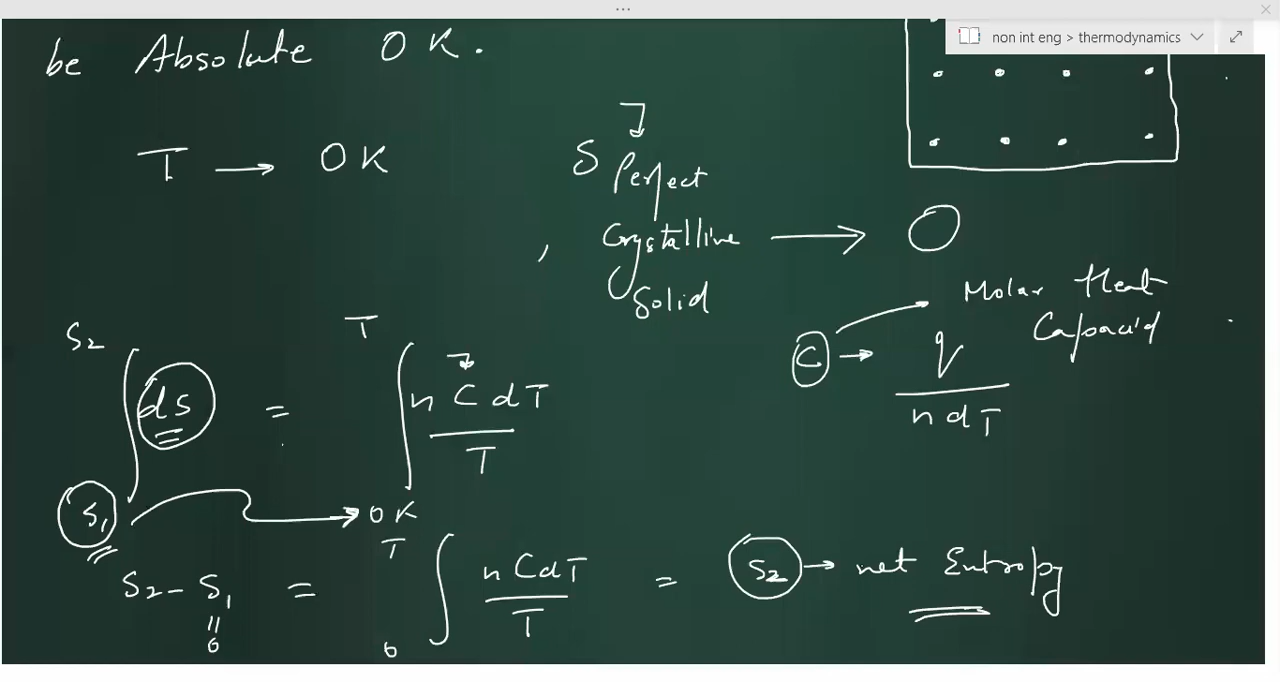 ...
non int eng > thermodynamics
be Absolute 0 K.
T → 0 K
S Perfect
, Crystalline → 0
Solid
Molar Heat
C → q
n dT
S2 T
∫ ds = ∫ n C dT
T
S1 → 0 K
T
S2 - S1 = ∫ n C dT = S2 → net Entropy
T
"
0 0